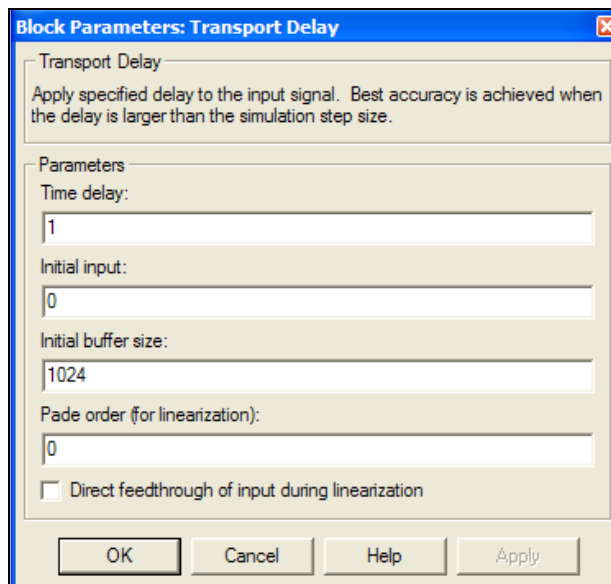 Block Parameters: Transport Delay
Transport Delay
Apply specified delay to the input signal.  Best accuracy is achieved when
the delay is larger than the simulation step size.
Parameters
Time delay:
1
Initial input:
0
Initial buffer size:
1024
Pade order (for linearization):
0
Direct feedthrough of input during linearization
OK
Cancel
Help
Apply